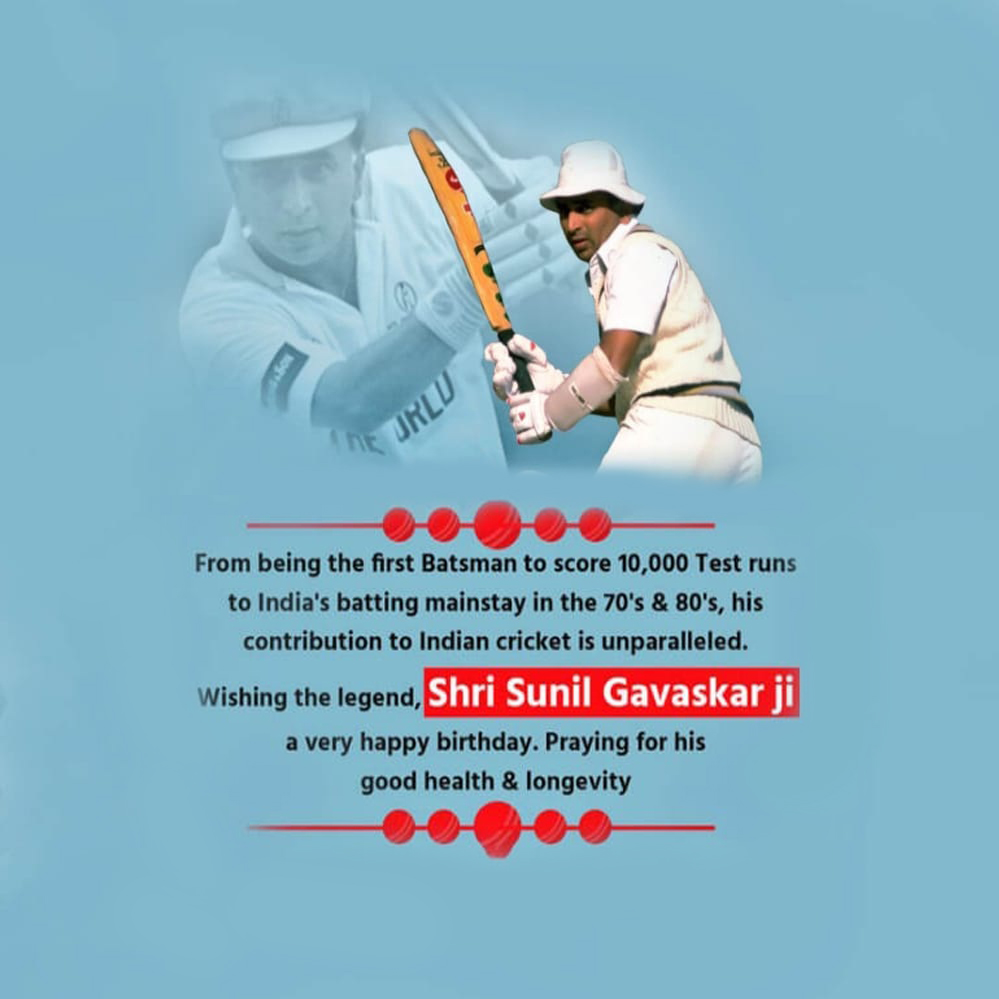 THE WORLD
From being the first Batsman to score 10,000 Test runs
to India's batting mainstay in the 70's & 80's, his
contribution to Indian cricket is unparalleled.
Wishing the legend, Shri Sunil Gavaskar ji
a very happy birthday. Praying for his
good health & longevity